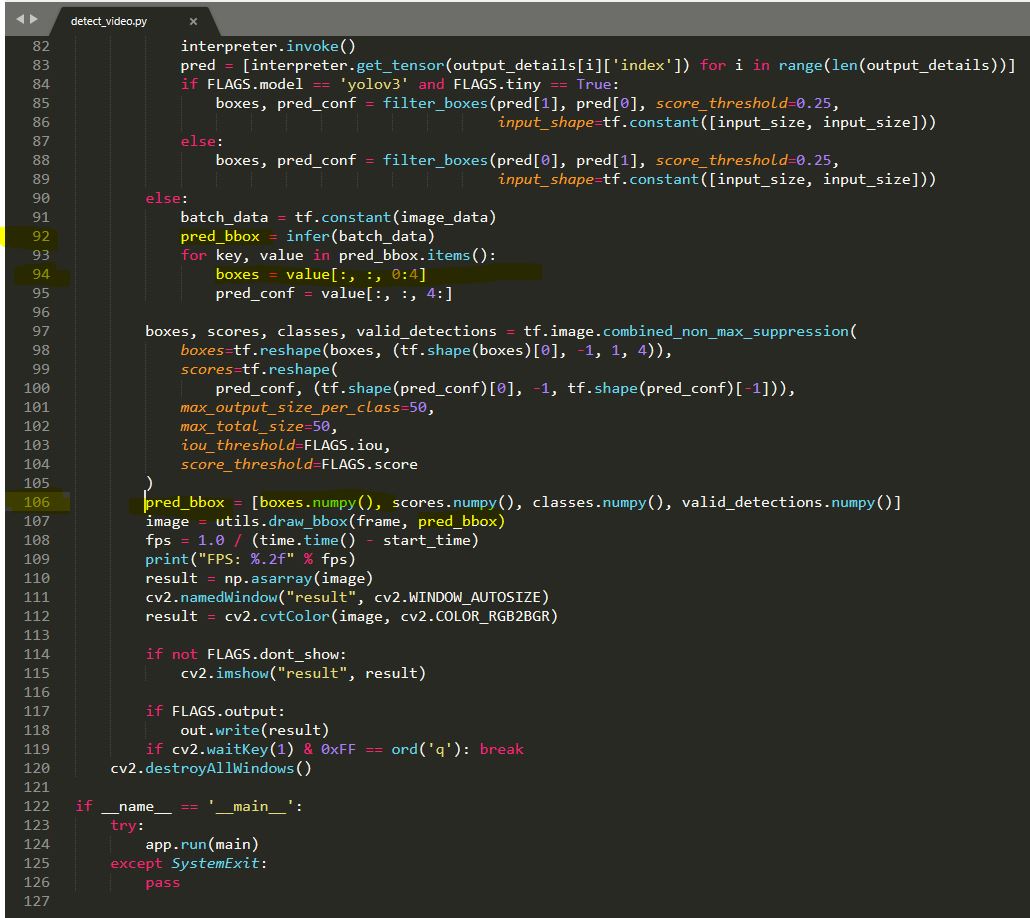 detect_video.py ×
82 interpreter.invoke()
83 pred = [interpreter.get_tensor(output_details[i]['index']) for i in range(len(output_details))]
84 if FLAGS.model == 'yolov3' and FLAGS.tiny == True:
85 boxes, pred_conf = filter_boxes(pred[1], pred[0], score_threshold=0.25,
86 input_shape=tf.constant([input_size, input_size]))
87 else:
88 boxes, pred_conf = filter_boxes(pred[0], pred[1], score_threshold=0.25,
89 input_shape=tf.constant([input_size, input_size]))
90 else:
91 batch_data = tf.constant(image_data)
92 pred_bbox = infer(batch_data)
93 for key, value in pred_bbox.items():
94 boxes = value[:, :, 0:4]
95 pred_conf = value[:, :, 4:]
96
97 boxes, scores, classes, valid_detections = tf.image.combined_non_max_suppression(
98 boxes=tf.reshape(boxes, (tf.shape(boxes)[0], -1, 1, 4)),
99 scores=tf.reshape(
100 pred_conf, (tf.shape(pred_conf)[0], -1, tf.shape(pred_conf)[-1])),
101 max_output_size_per_class=50,
102 max_total_size=50,
103 iou_threshold=FLAGS.iou,
104 score_threshold=FLAGS.score
105 )
106 pred_bbox = [boxes.numpy(), scores.numpy(), classes.numpy(), valid_detections.numpy()]
107 image = utils.draw_bbox(frame, pred_bbox)
108 fps = 1.0 / (time.time() - start_time)
109 print("FPS: %.2f" % fps)
110 result = np.asarray(image)
111 cv2.namedWindow("result", cv2.WINDOW_AUTOSIZE)
112 result = cv2.cvtColor(image, cv2.COLOR_RGB2BGR)
113
114 if not FLAGS.dont_show:
115 cv2.imshow("result", result)
116
117 if FLAGS.output:
118 out.write(result)
119 if cv2.waitKey(1) & 0xFF == ord('q'): break
120 cv2.destroyAllWindows()
121
122 if __name__ == '__main__':
123 try:
124 app.run(main)
125 except SystemExit:
126 pass
127